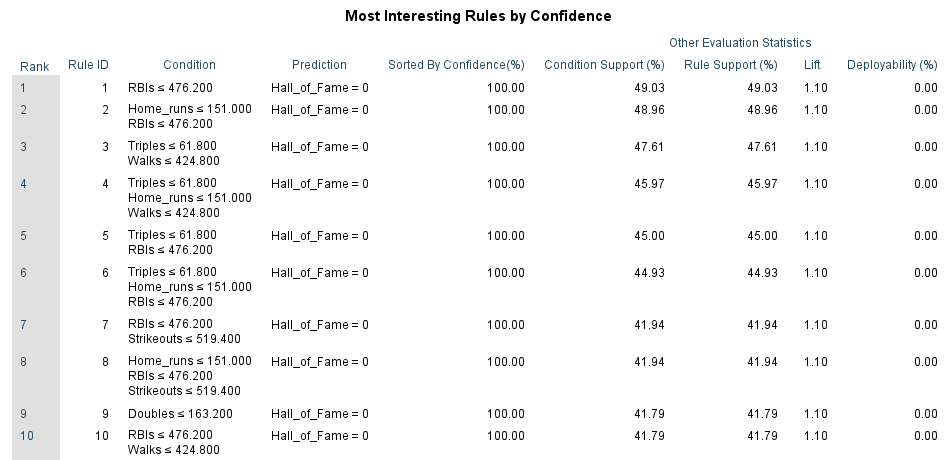 Most Interesting Rules by Confidence
Other Evaluation Statistics
Rank Rule ID Condition Prediction Sorted By Confidence(%) Condition Support (%) Rule Support (%) Lift Deployability (%)
1 1 RBIs ≤ 476.200 Hall_of_Fame = 0 100.00 49.03 49.03 1.10 0.00
2 2 Home_runs ≤ 151.000 Hall_of_Fame = 0 100.00 48.96 48.96 1.10 0.00
RBIs ≤ 476.200
3 3 Triples ≤ 61.800 Hall_of_Fame = 0 100.00 47.61 47.61 1.10 0.00
Walks ≤ 424.800
4 4 Triples ≤ 61.800 Hall_of_Fame = 0 100.00 45.97 45.97 1.10 0.00
Home_runs ≤ 151.000
Walks ≤ 424.800
5 5 Triples ≤ 61.800 Hall_of_Fame = 0 100.00 45.00 45.00 1.10 0.00
RBIs ≤ 476.200
6 6 Triples ≤ 61.800 Hall_of_Fame = 0 100.00 44.93 44.93 1.10 0.00
Home_runs ≤ 151.000
RBIs ≤ 476.200
7 7 RBIs ≤ 476.200 Hall_of_Fame = 0 100.00 41.94 41.94 1.10 0.00
Strikeouts ≤ 519.400
8 8 Home_runs ≤ 151.000 Hall_of_Fame = 0 100.00 41.94 41.94 1.10 0.00
RBIs ≤ 476.200
Strikeouts ≤ 519.400
9 9 Doubles ≤ 163.200 Hall_of_Fame = 0 100.00 41.79 41.79 1.10 0.00
10 10 RBIs ≤ 476.200 Hall_of_Fame = 0 100.00 41.79 41.79 1.10 0.00
Walks ≤ 424.800